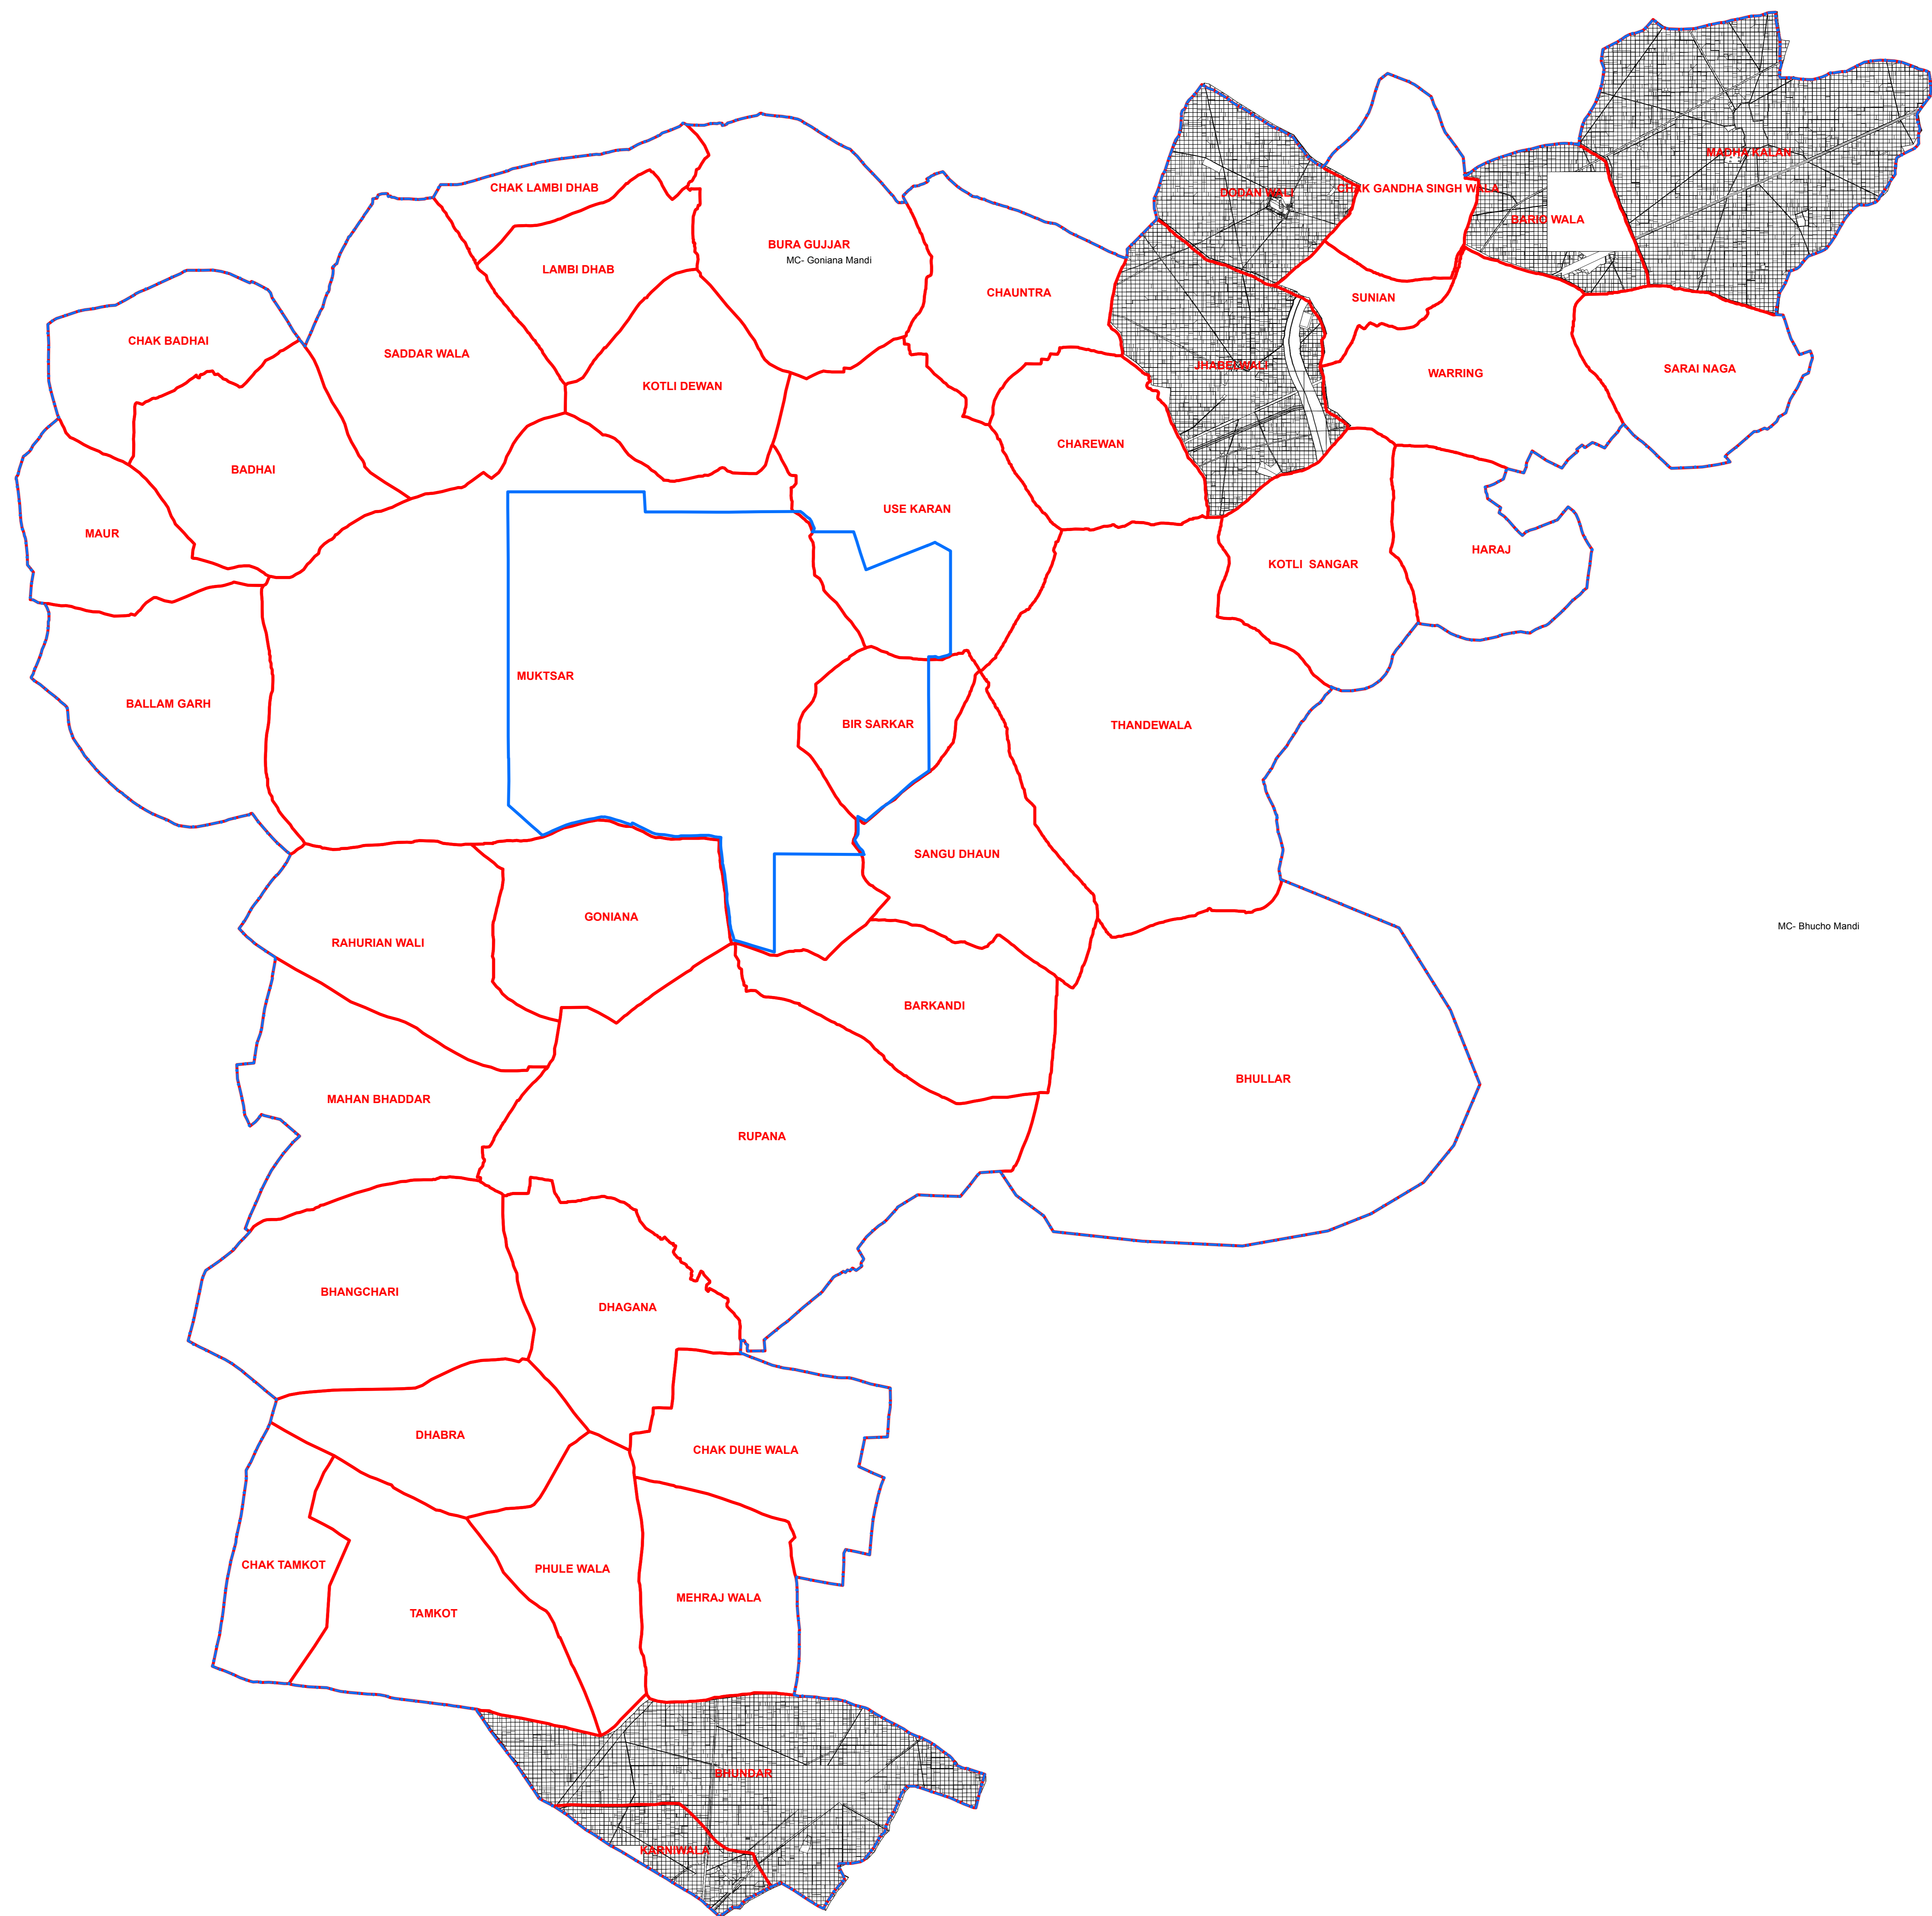 MADHA KALAN
CHAK LAMBI DHAB
DODAN WALI
CHAK GANDHA SINGH WALA
BARIO WALA
BURA GUJJAR
MC- Goniana Mandi
LAMBI DHAB
CHAUNTRA
SUNIAN
CHAK BADHAI
SADDAR WALA
JHABELWALI
SARAI NAGA
WARRING
KOTLI DEWAN
CHAREWAN
BADHAI
USE KARAN
MAUR
HARAJ
KOTLI  SANGAR
MUKTSAR
BALLAM GARH
BIR SARKAR
THANDEWALA
SANGU DHAUN
GONIANA
MC- Bhucho Mandi
RAHURIAN WALI
BARKANDI
BHULLAR
MAHAN BHADDAR
RUPANA
BHANGCHARI
DHAGANA
DHABRA
CHAK DUHE WALA
CHAK TAMKOT
PHULE WALA
MEHRAJ WALA
TAMKOT
BHUNDAR
KARNIWALA